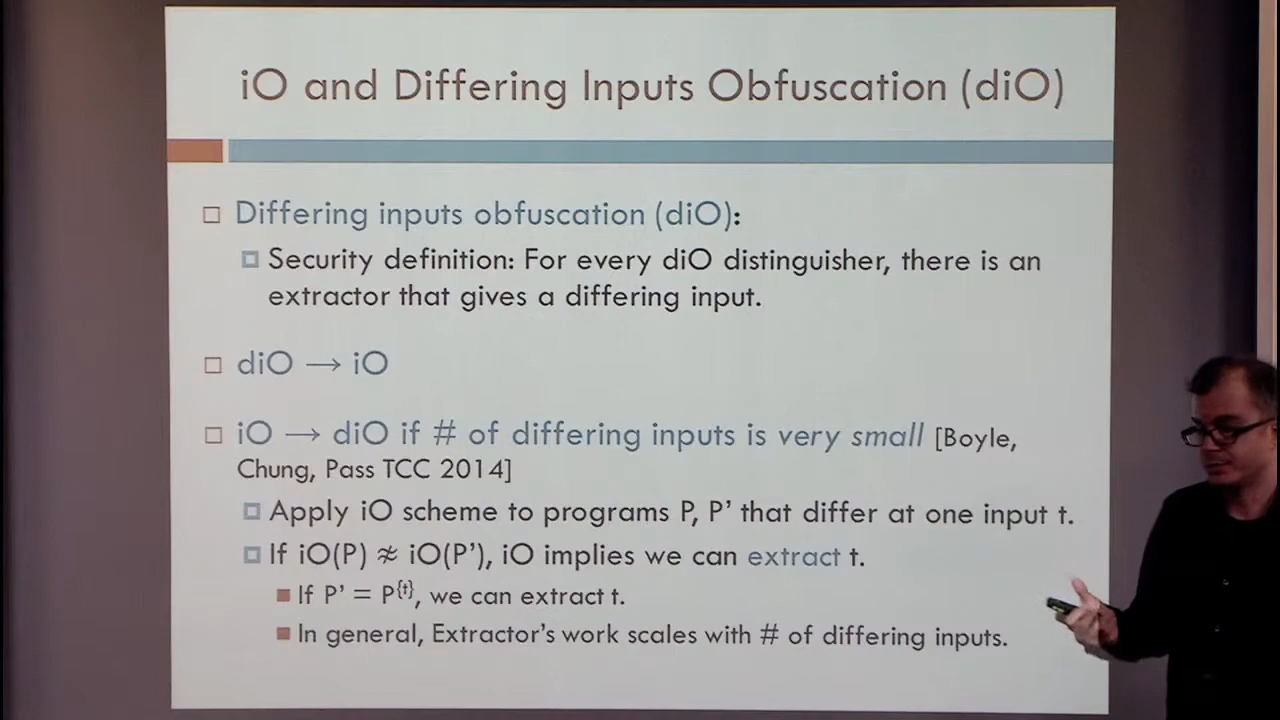 iO and Differing Inputs Obfuscation (diO)
Differing inputs obfuscation (diO):
Security definition: For every diO distinguisher, there is an
extractor that gives a differing input.
diO → iO
iO → diO if # of differing inputs is very small [Boyle,
Chung, Pass TCC 2014]
Apply iO scheme to programs P, P’ that differ at one input t.
If iO(P) ≉ iO(P’), iO implies we can extract t.
If P’ = P^{t}, we can extract t.
In general, Extractor’s work scales with # of differing inputs.